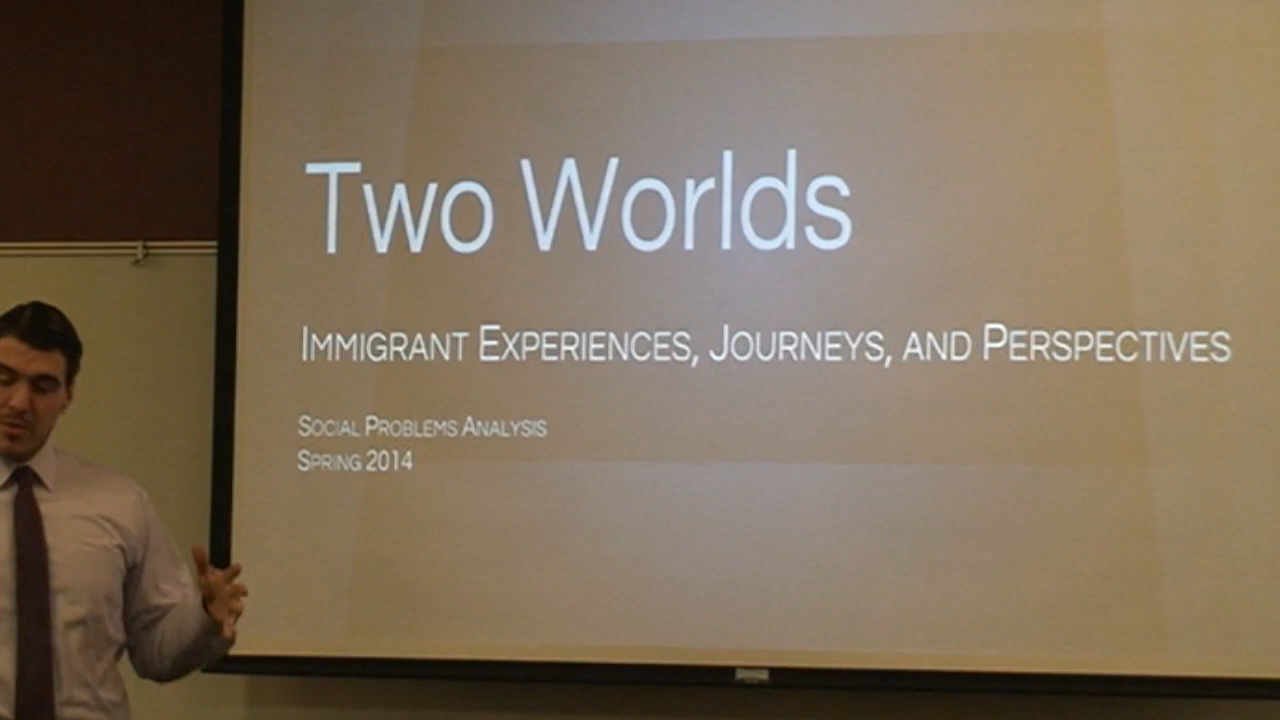 Two Worlds
Immigrant Experiences, Journeys, and Perspectives
Social Problems Analysis
Spring 2014